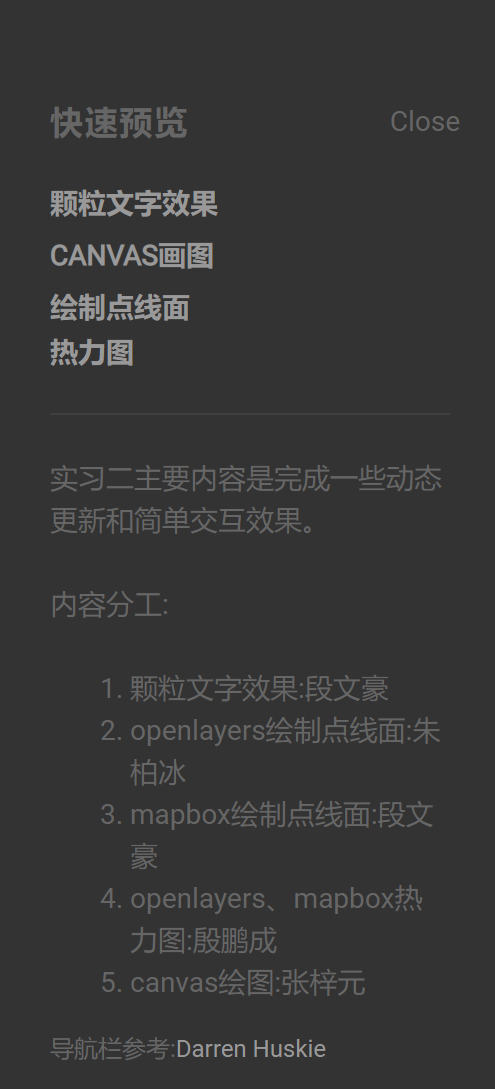 快速预览 Close
颗粒文字效果
CANVAS画图
绘制点线面
热力图
实习二主要内容是完成一些动态
更新和简单交互效果。
内容分工:
1. 颗粒文字效果:段文豪
2. openlayers绘制点线面:朱
柏冰
3. mapbox绘制点线面:段文
豪
4. openlayers、mapbox热
力图:殷鹏成
5. canvas绘图:张梓元
导航栏参考:Darren Huskie